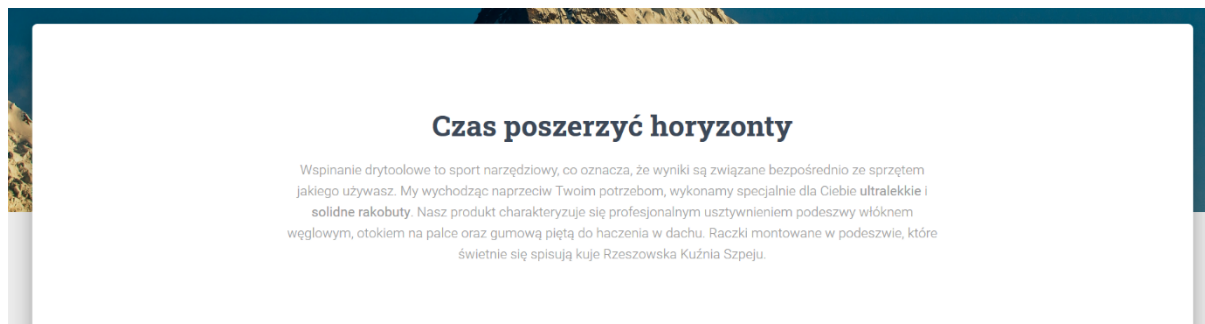 Czas poszerzyć horyzonty
Wspinanie drytoolowe to sport narzędziowy, co oznacza, że wyniki są związane bezpośrednio ze sprzętem
jakiego używasz. My wychodząc naprzeciw Twoim potrzebom, wykonamy specjalnie dla Ciebie ultralekkie i
solidne rakobuty. Nasz produkt charakteryzuje się profesjonalnym usztywnieniem podeszwy włóknem
węglowym, otokiem na palce oraz gumową piętą do haczenia w dachu. Raczki montowane w podeszwie, które
świetnie się spisują kuje Rzeszowska Kuźnia Szpeju.